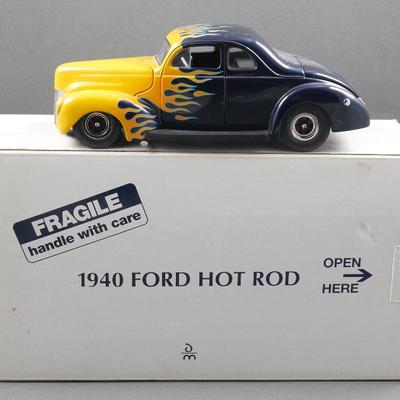 FRAGILE
handle with care
1940 FORD HOT ROD
OPEN
HERE